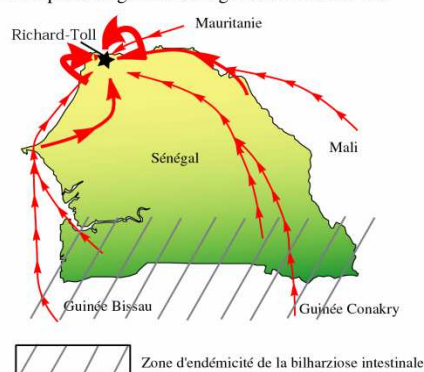 Mauritanie
Richard-Toll
Mali
Sénégal
Guinée Bissau
Guinée Conakry
Zone d'endémicité de la bilharziose intestinale